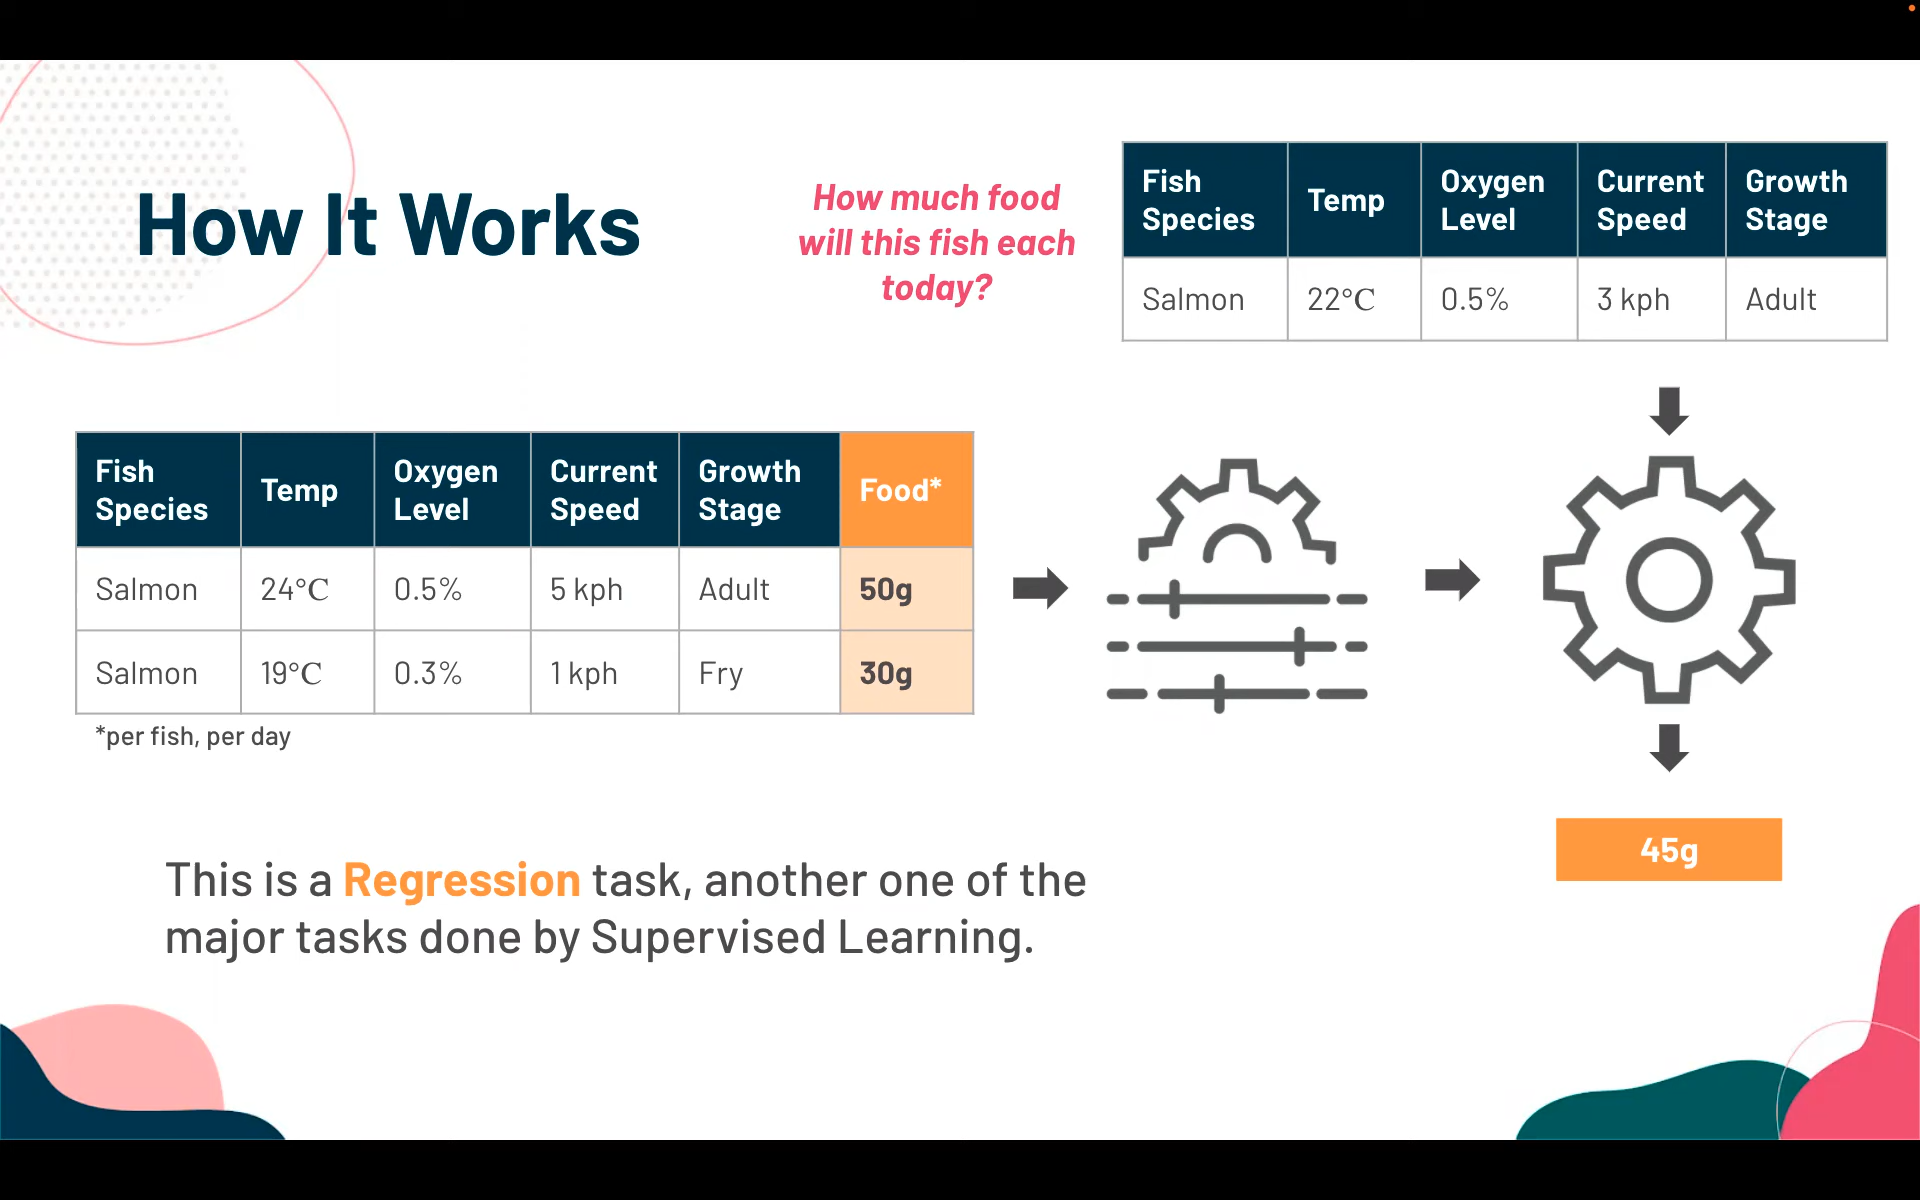 How It Works
How much food
will this fish each
today?
Fish Species Temp Oxygen Level Current Speed Growth Stage
Salmon 22°C 0.5% 3 kph Adult
Fish Species Temp Oxygen Level Current Speed Growth Stage Food*
Salmon 24°C 0.5% 5 kph Adult 50g
Salmon 19°C 0.3% 1 kph Fry 30g
*per fish, per day
45g
This is a Regression task, another one of the
major tasks done by Supervised Learning.